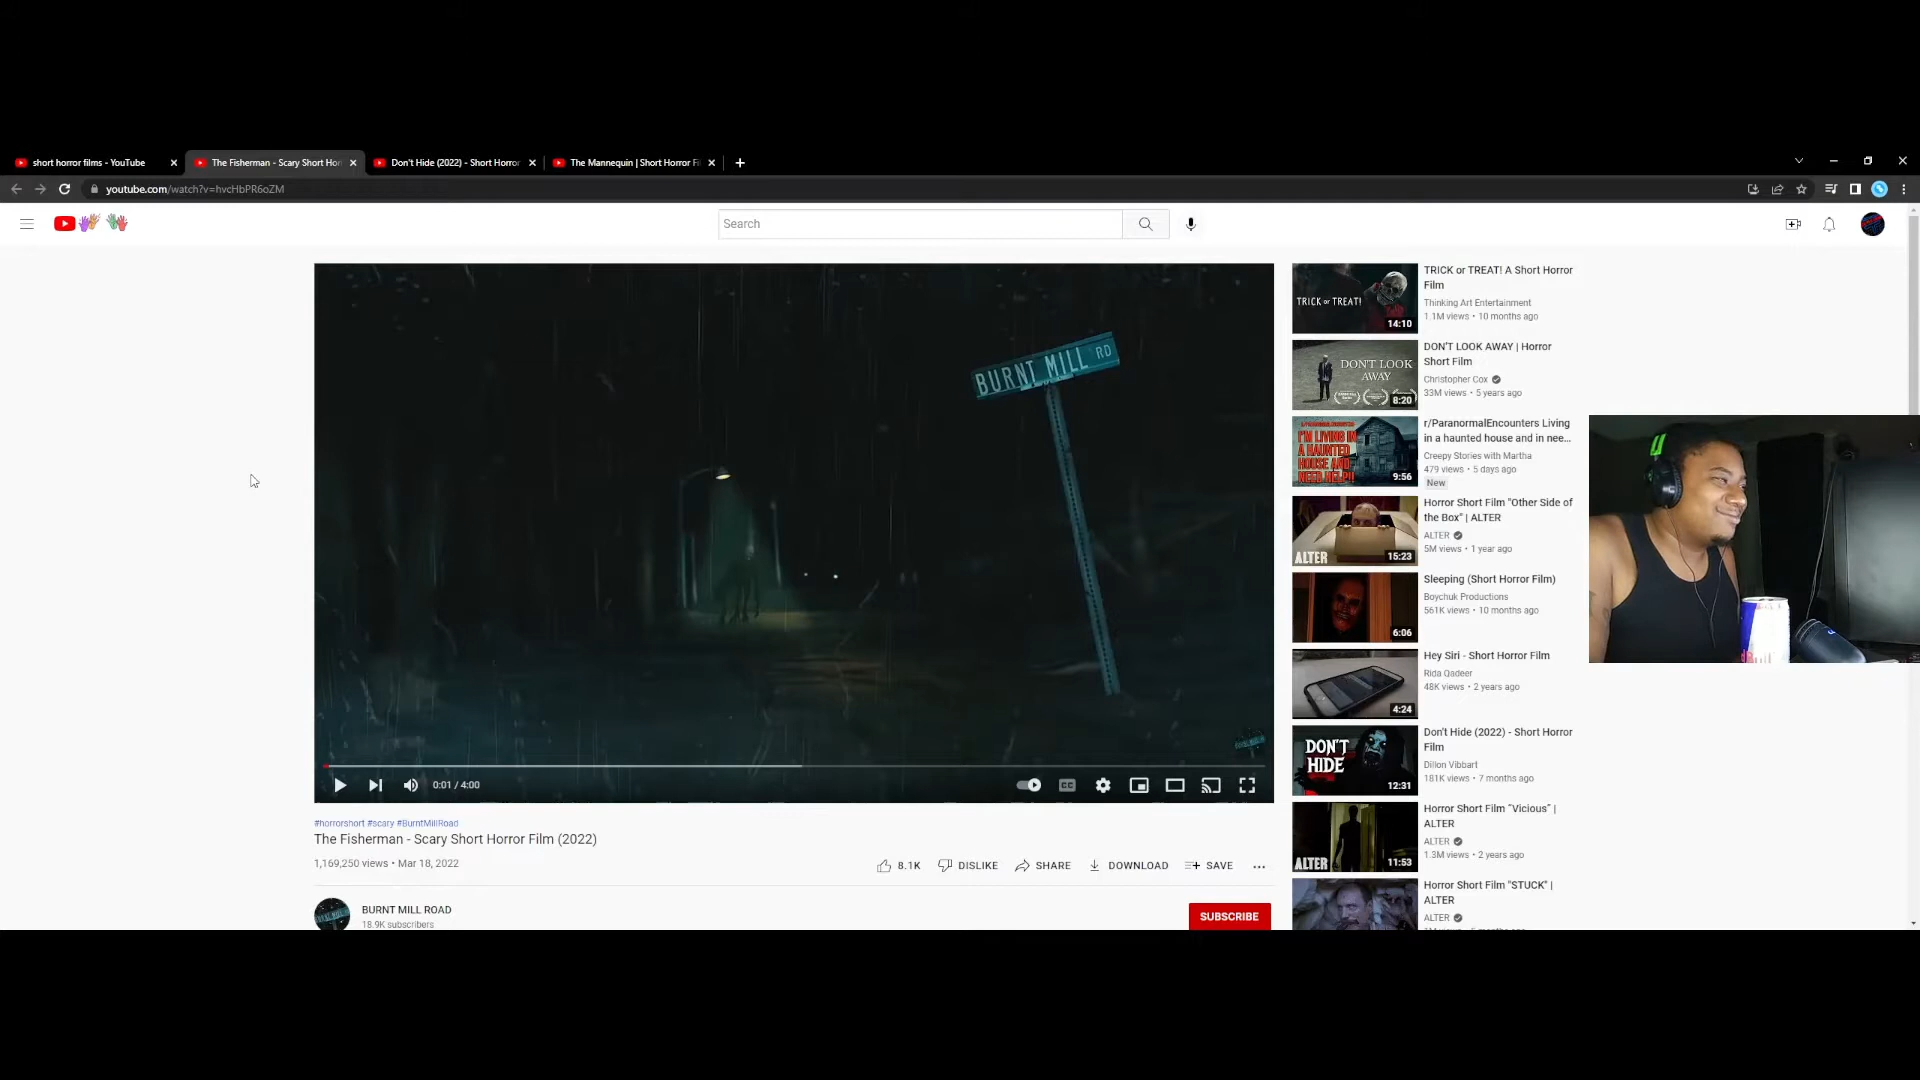 short horror films - YouTube
The Fisherman - Scary Short Hor
Don't Hide (2022) - Short Horror
The Mannequin | Short Horror Fi
youtube.com/watch?v=hvcHbPR6oZM
Search
BURNT MILL RD
0:01 / 4:00
#horrorshort #scary #BurntMillRoad
The Fisherman - Scary Short Horror Film (2022)
1,169,250 views • Mar 18, 2022
8.1K
DISLIKE
SHARE
DOWNLOAD
SAVE
BURNT MILL ROAD
18.9K subscribers
SUBSCRIBE
TRICK or TREAT!
14:10
TRICK or TREAT! A Short Horror
Film
Thinking Art Entertainment
1.1M views • 10 months ago
DON'T LOOK
AWAY
8:20
DON'T LOOK AWAY | Horror
Short Film
Christopher Cox
33M views • 5 years ago
I'M LIVING IN
A HAUNTED
HOUSE AND
NEED HELP!!
9:56
r/ParanormalEncounters Living
in a haunted house and in nee...
Creepy Stories with Martha
479 views • 5 days ago
New
ALTER
15:23
Horror Short Film "Other Side of
the Box" | ALTER
ALTER
5M views • 1 year ago
6:06
Sleeping (Short Horror Film)
Boychuk Productions
561K views • 10 months ago
4:24
Hey Siri - Short Horror Film
Rida Qadeer
48K views • 2 years ago
DON'T
HIDE
12:31
Don't Hide (2022) - Short Horror
Film
Dillon Vibbart
181K views • 7 months ago
ALTER
11:53
Horror Short Film "Vicious" |
ALTER
ALTER
1.3M views • 2 years ago
Horror Short Film "STUCK" |
ALTER
ALTER